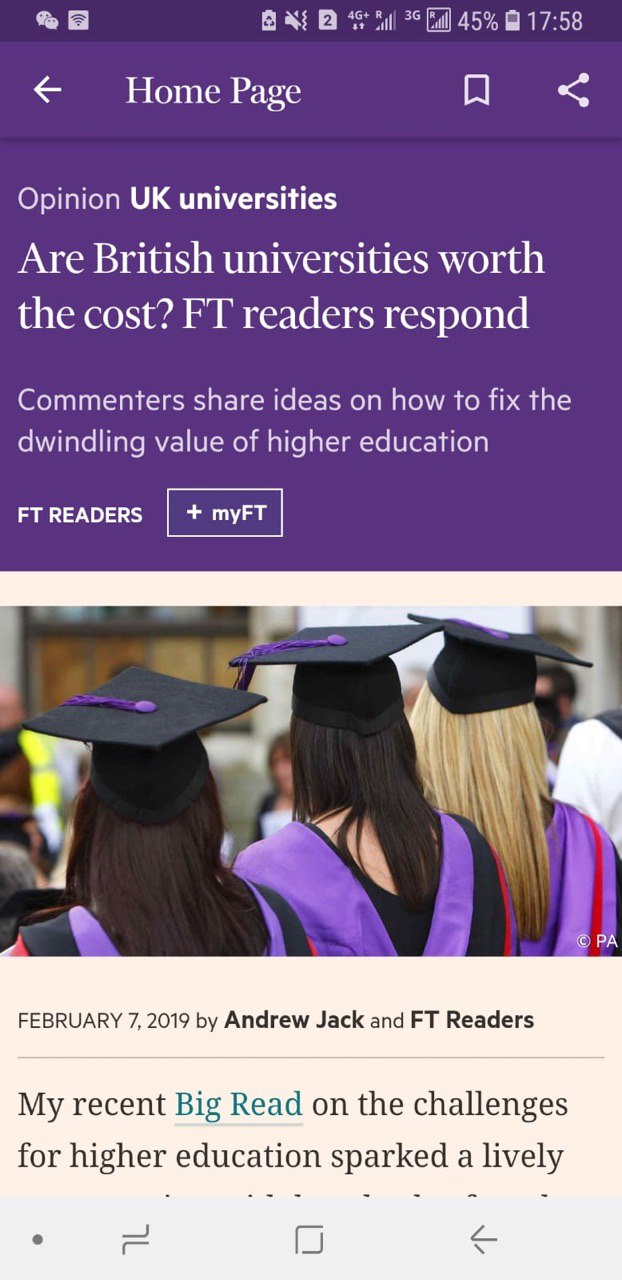 2 4G+ R 3G R 45% 17:58
Home Page
Opinion UK universities
Are British universities worth
the cost? FT readers respond
Commenters share ideas on how to fix the
dwindling value of higher education
FT READERS + myFT
© PA
FEBRUARY 7, 2019 by Andrew Jack and FT Readers
My recent Big Read on the challenges
for higher education sparked a lively